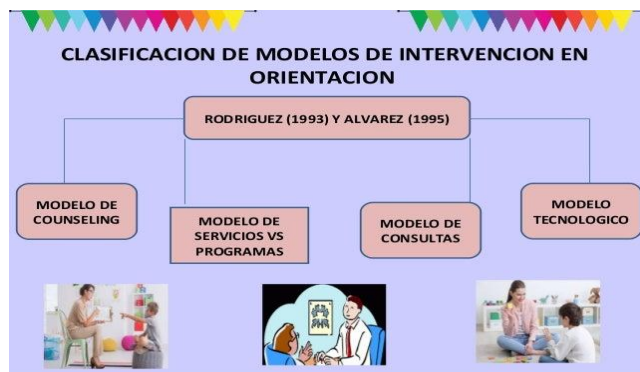 CLASIFICACION DE MODELOS DE INTERVENCION EN
ORIENTACION
RODRIGUEZ (1993) Y ALVAREZ (1995)
MODELO DE
COUNSELING
MODELO DE
SERVICIOS VS
PROGRAMAS
MODELO DE
CONSULTAS
MODELO
TECNOLOGICO